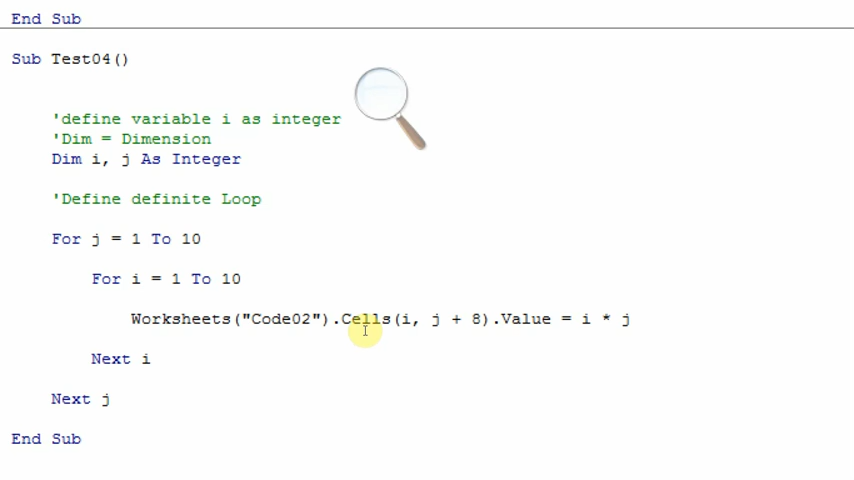 End Sub
Sub Test04()
'define variable i as integer
'Dim = Dimension
Dim i, j As Integer
'Define definite Loop
For j = 1 To 10
For i = 1 To 10
Worksheets("Code02").Cells(i, j + 8).Value = i * j
Next i
Next j
End Sub